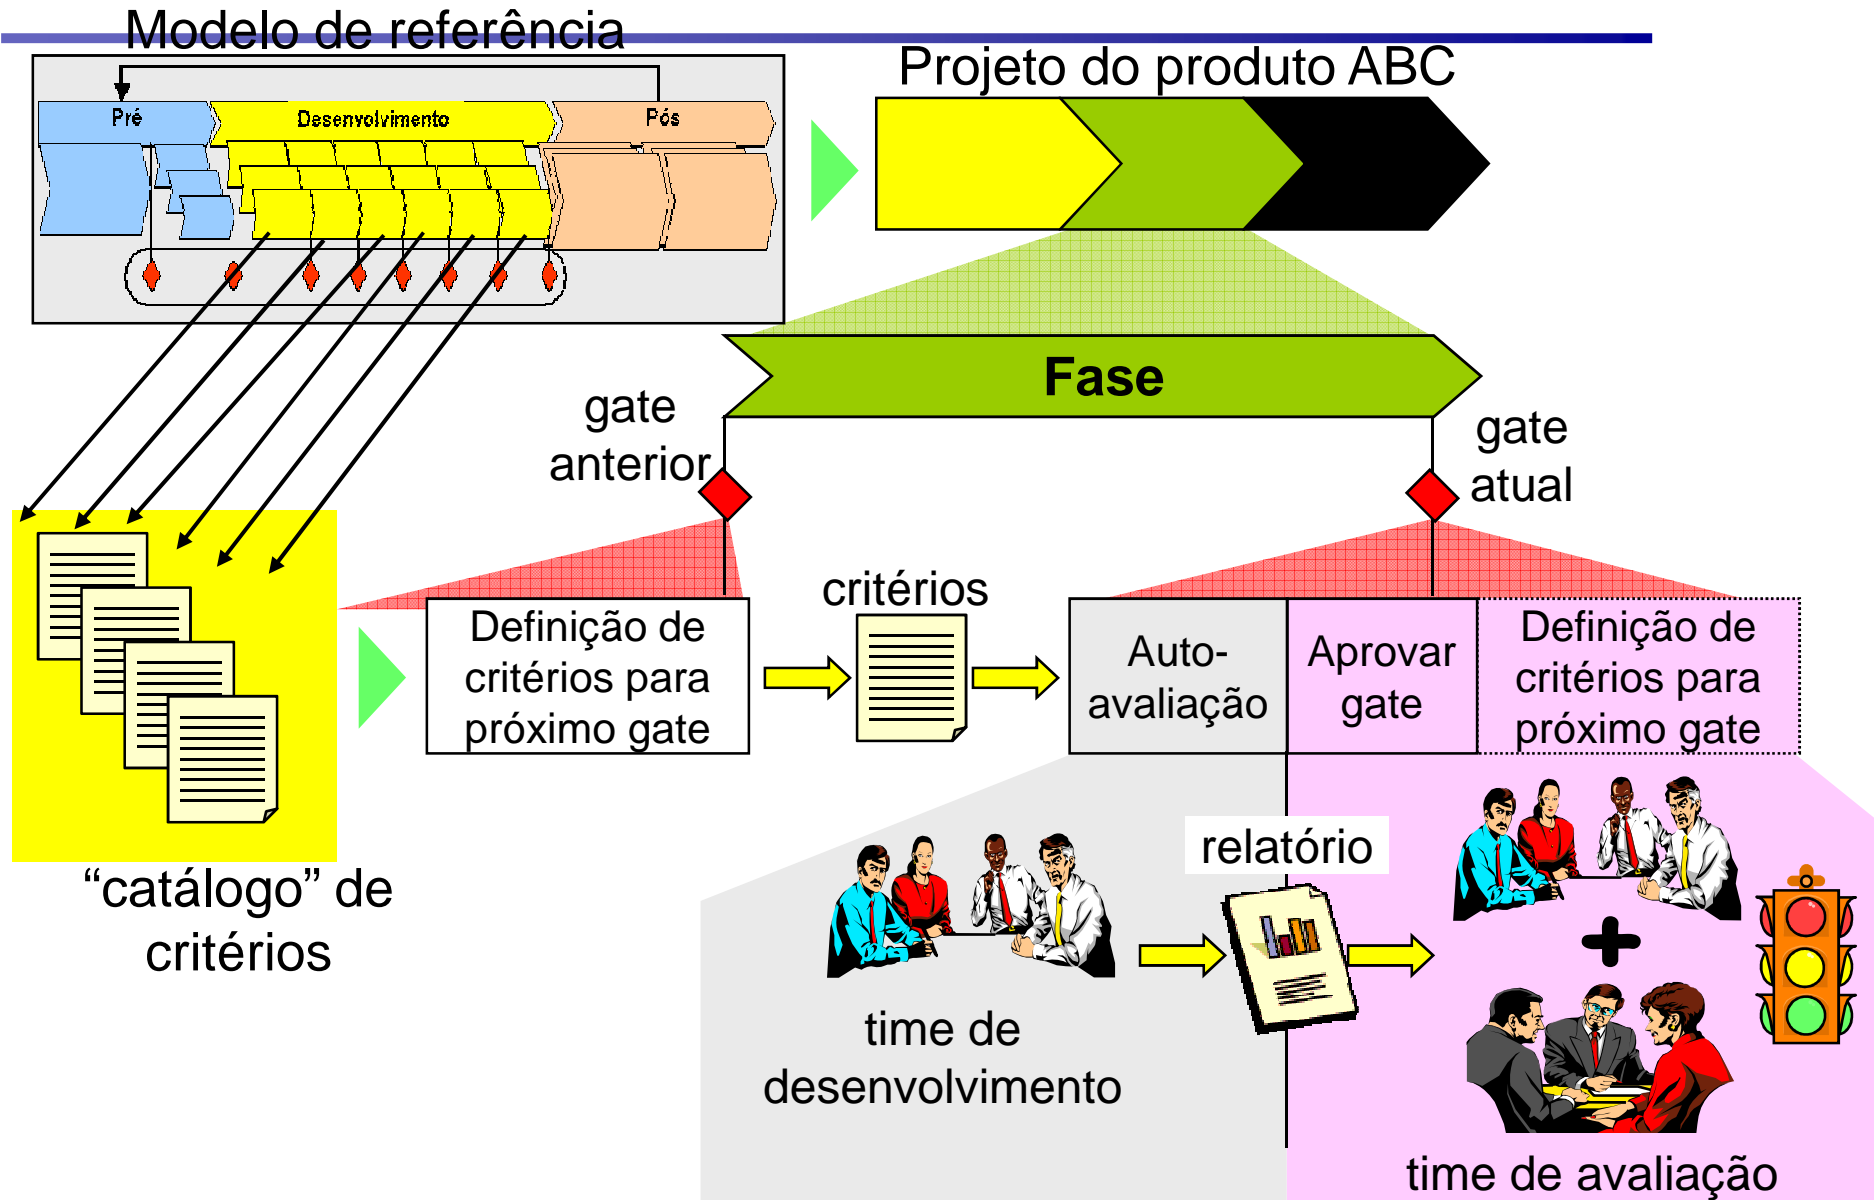 Modelo de referência
Projeto do produto ABC
Pré
Desenvolvimento
Pós
Fase
gate
anterior
gate
atual
critérios
Definição de
critérios para
próximo gate
Auto-
avaliação
Aprovar
gate
Definição de
critérios para
próximo gate
“catálogo” de
critérios
relatório
time de
desenvolvimento
time de avaliação